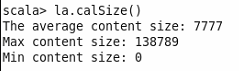 scala> la.calSize()
The average content size: 7777
Max content size: 138789
Min content size: 0